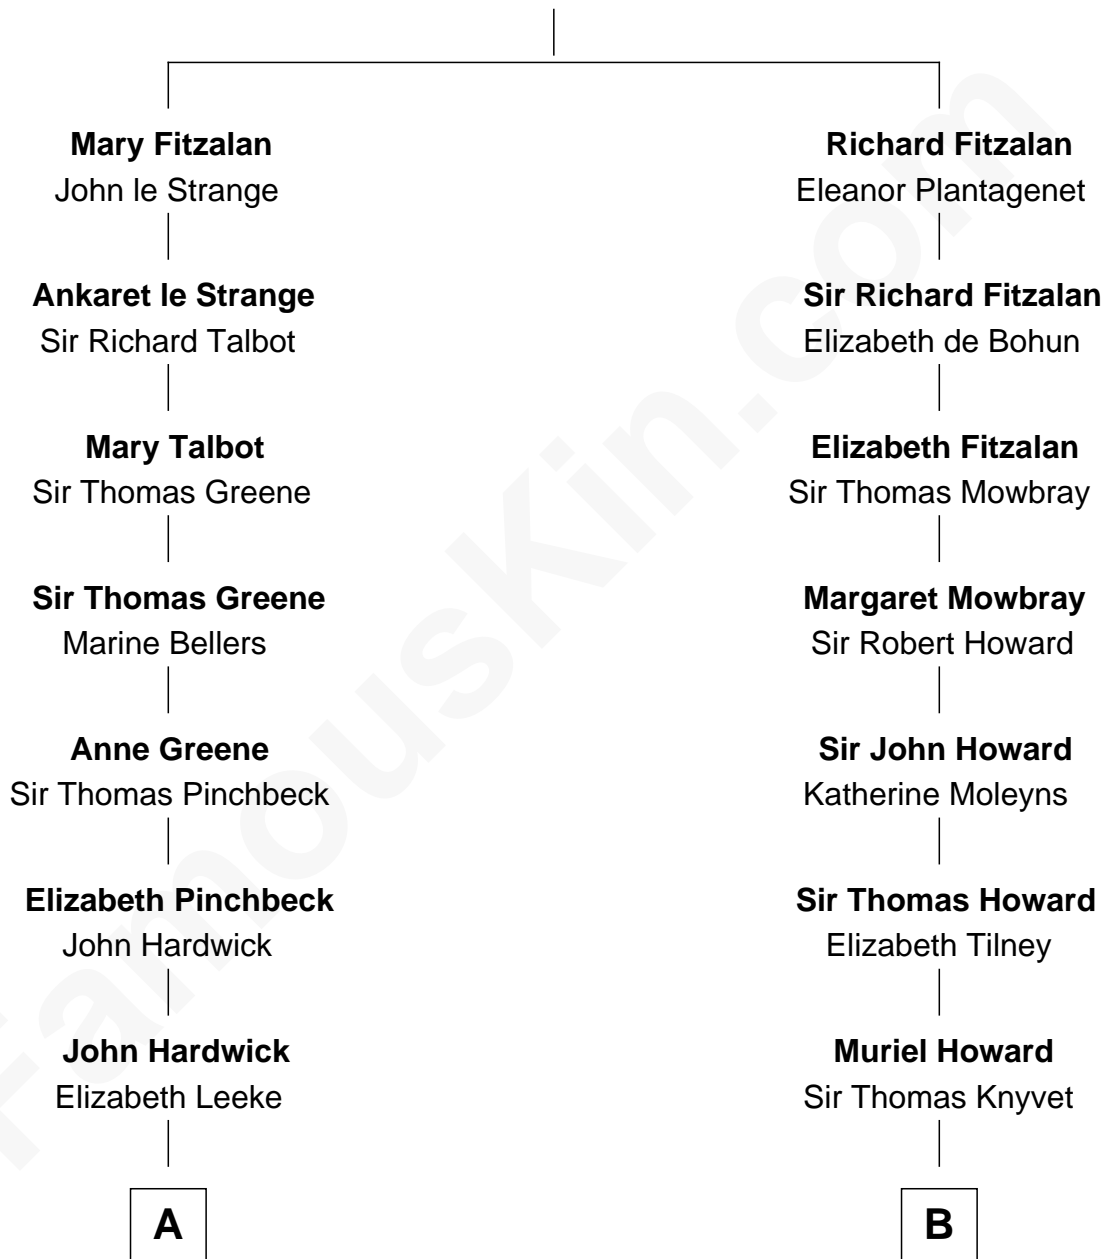 Mary Fitzalan
John le Strange
Ankaret le Strange
Sir Richard Talbot
Mary Talbot
Sir Thomas Greene
Sir Thomas Greene
Marine Bellers
Anne Greene
Sir Thomas Pinchbeck
Elizabeth Pinchbeck
John Hardwick
John Hardwick
Elizabeth Leeke
A
Richard Fitzalan
Eleanor Plantagenet
Sir Richard Fitzalan
Elizabeth de Bohun
Elizabeth Fitzalan
Sir Thomas Mowbray
Margaret Mowbray
Sir Robert Howard
Sir John Howard
Katherine Moleyns
Sir Thomas Howard
Elizabeth Tilney
Muriel Howard
Sir Thomas Knyvet
B
FamousKin.com